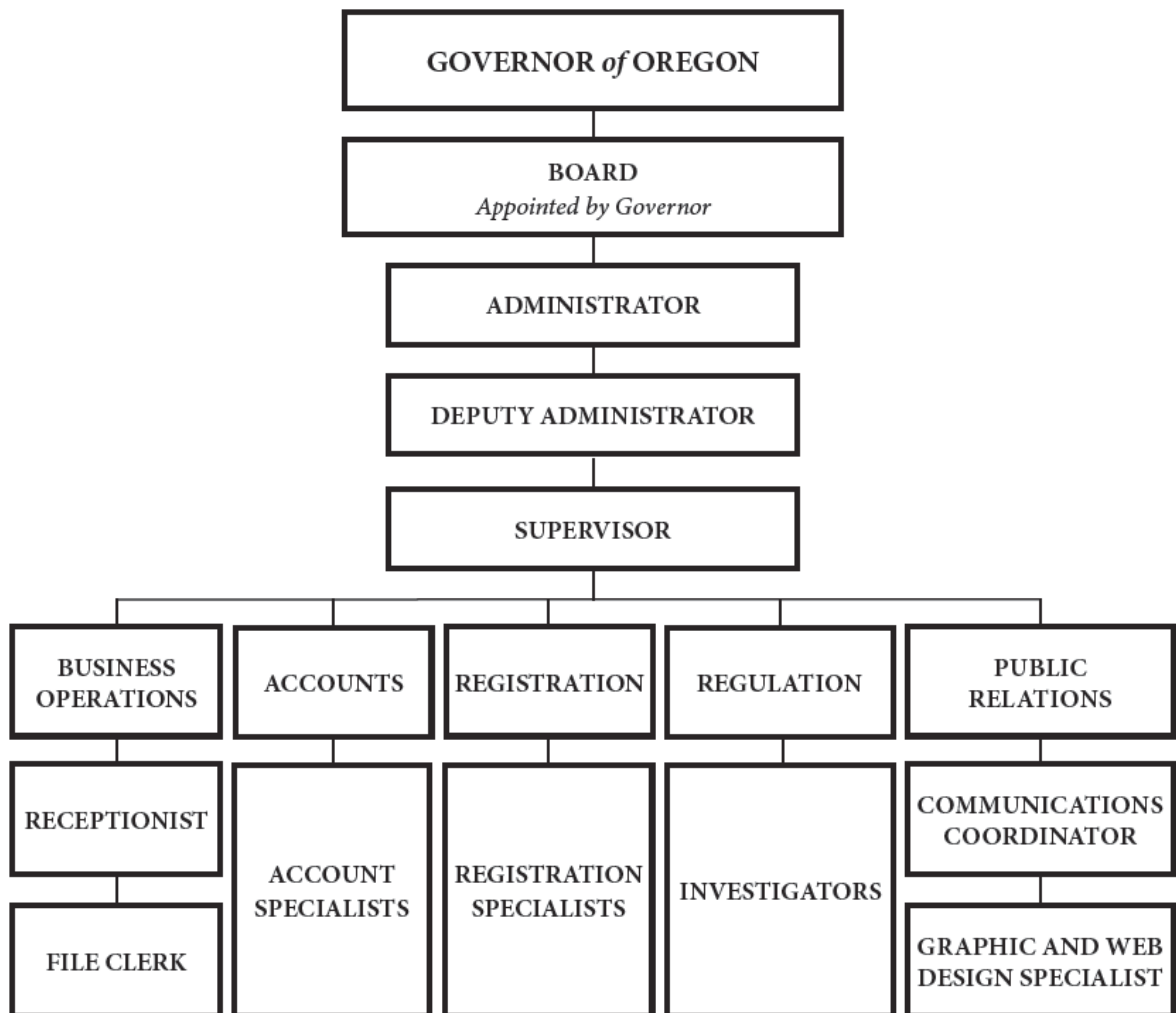 GOVERNOR of OREGON
BOARD
Appointed by Governor
ADMINISTRATOR
DEPUTY ADMINISTRATOR
SUPERVISOR
BUSINESS
OPERATIONS
ACCOUNTS
REGISTRATION
REGULATION
PUBLIC
RELATIONS
RECEPTIONIST
FILE CLERK
ACCOUNT
SPECIALISTS
REGISTRATION
SPECIALISTS
INVESTIGATORS
COMMUNICATIONS
COORDINATOR
GRAPHIC AND WEB
DESIGN SPECIALIST